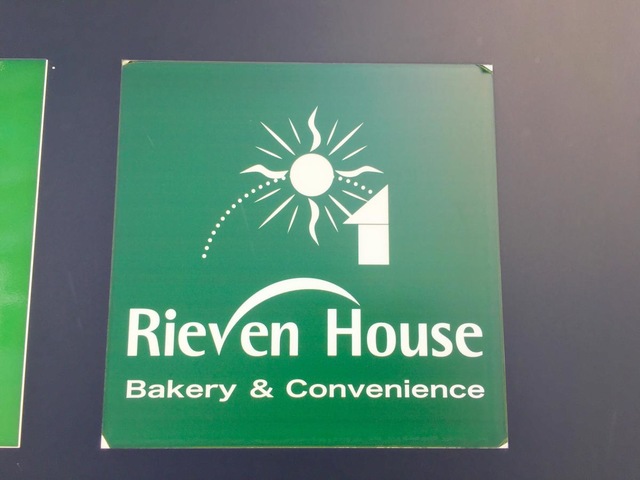 Rieven House
Bakery & Convenience